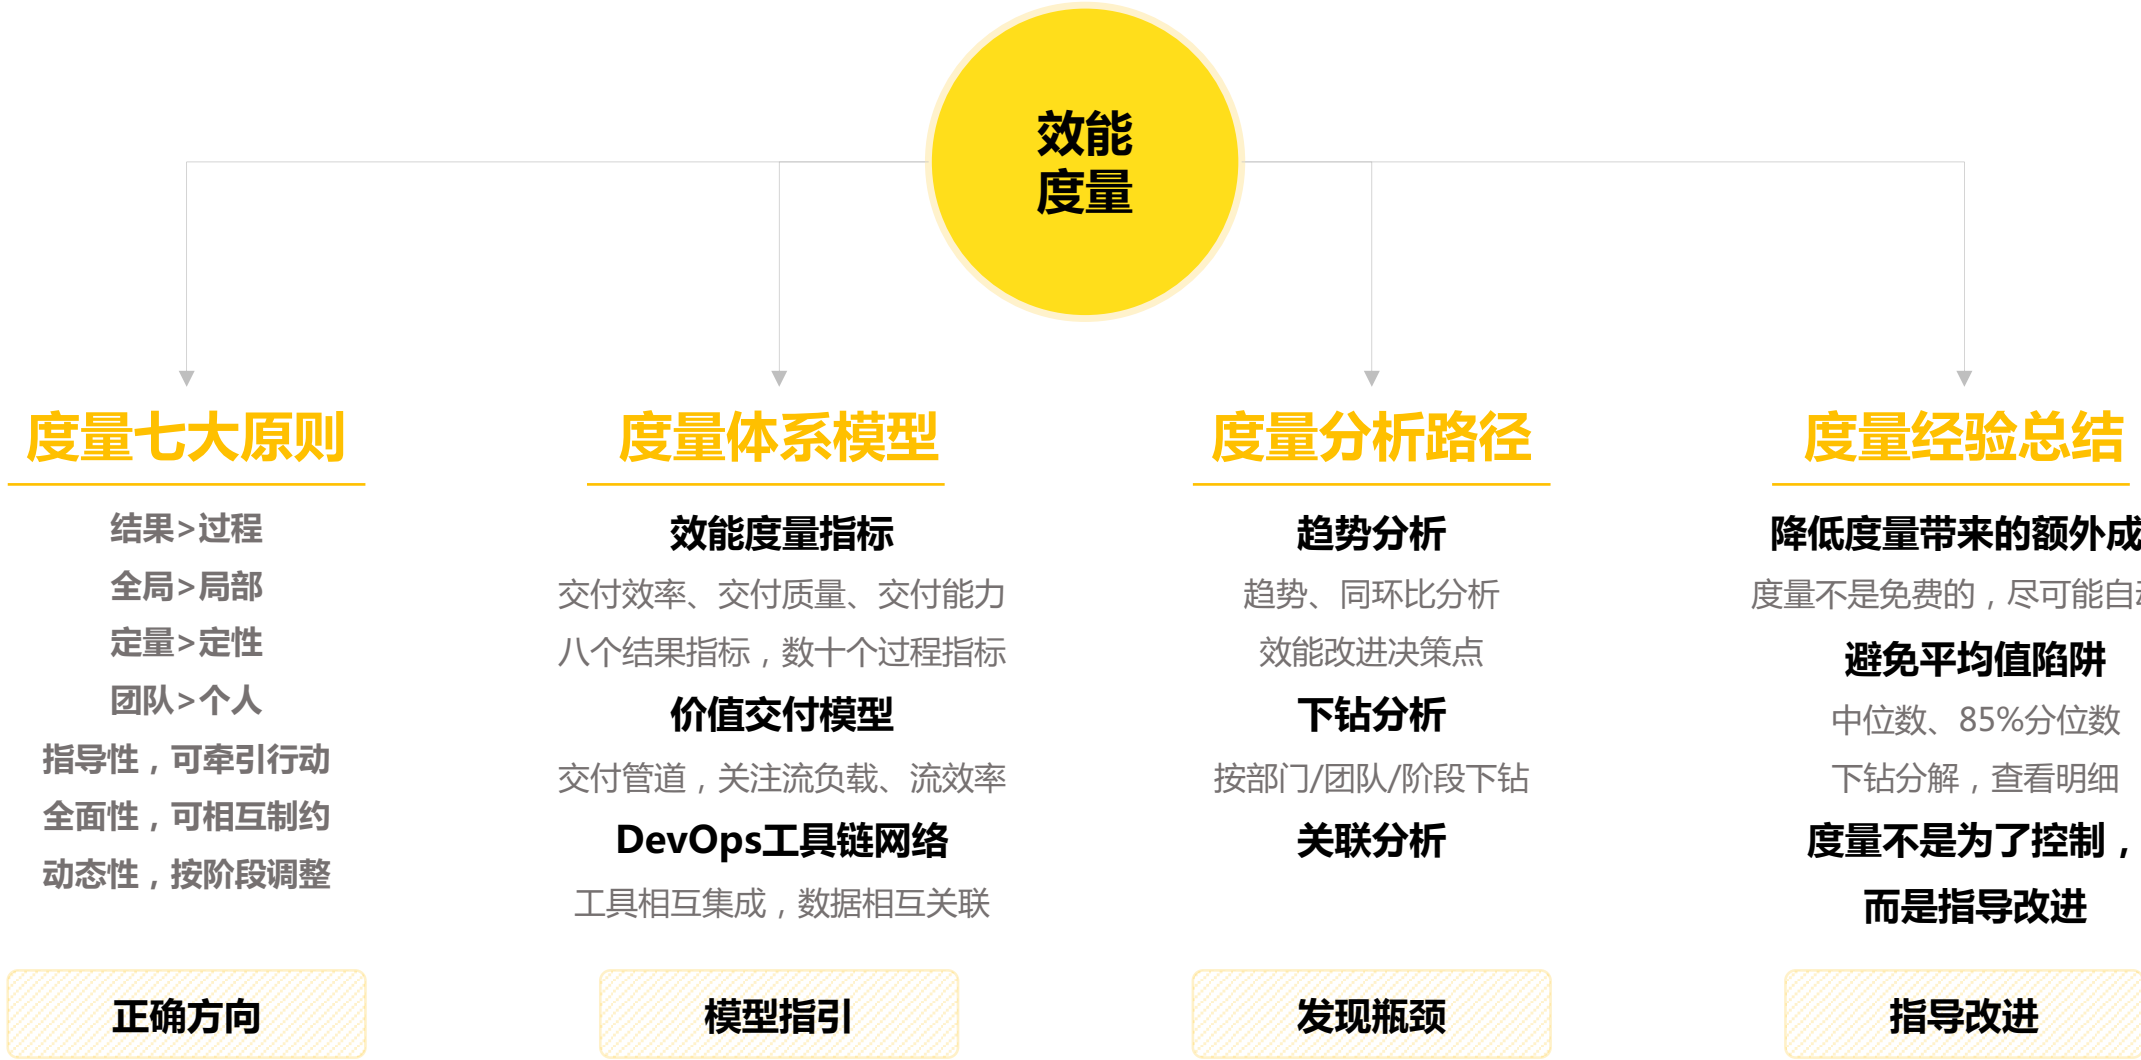 效能
度量
度量七大原则
结果>过程
全局>局部
定量>定性
团队>个人
指导性，可牵引行动
全面性，可相互制约
动态性，按阶段调整
正确方向
度量体系模型
效能度量指标
交付效率、交付质量、交付能力
八个结果指标，数十个过程指标
价值交付模型
交付管道，关注流负载、流效率
DevOps工具链网络
工具相互集成，数据相互关联
模型指引
度量分析路径
趋势分析
趋势、同环比分析
效能改进决策点
下钻分析
按部门/团队/阶段下钻
关联分析
发现瓶颈
度量经验总结
降低度量带来的额外成
度量不是免费的，尽可能自
避免平均值陷阱
中位数、85%分位数
下钻分解，查看明细
度量不是为了控制，
而是指导改进
指导改进